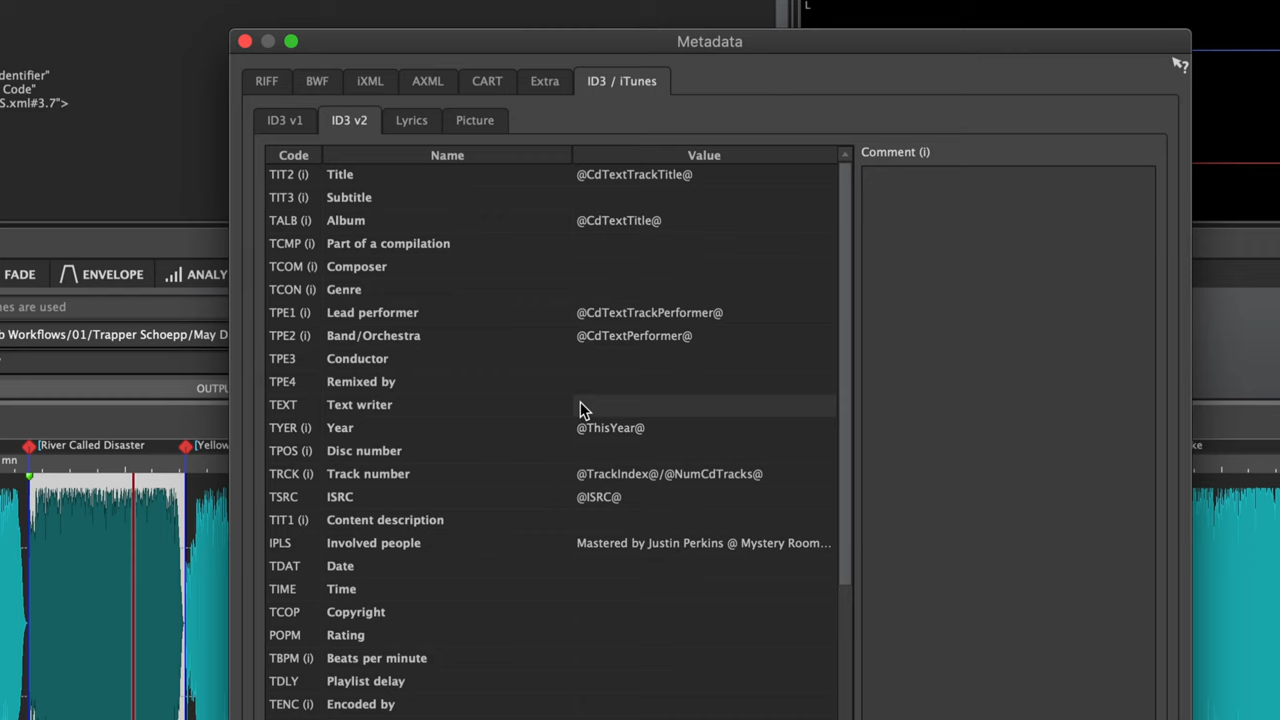 L
Metadata
dentifier"
Code"
S.xml#3.7">
RIFF BWF iXML AXML CART Extra ID3 / iTunes
ID3 v1 ID3 v2 Lyrics Picture
Code Name Value
Comment (i)
TIT2 (i) Title @CdTextTrackTitle@
TIT3 (i) Subtitle
TALB (i) Album @CdTextTitle@
TCMP (i) Part of a compilation
TCOM (i) Composer
TCON (i) Genre
TPE1 (i) Lead performer @CdTextTrackPerformer@
TPE2 (i) Band/Orchestra @CdTextPerformer@
TPE3 Conductor
TPE4 Remixed by
TEXT Text writer
TYER (i) Year @ThisYear@
TPOS (i) Disc number
TRCK (i) Track number @TrackIndex@/@NumCdTracks@
TSRC ISRC @ISRC@
TIT1 (i) Content description
IPLS Involved people Mastered by Justin Perkins @ Mystery Room...
TDAT Date
TIME Time
TCOP Copyright
POPM Rating
TBPM (i) Beats per minute
TDLY Playlist delay
TENC (i) Encoded by
FADE ENVELOPE ANALY
nes are used
b Workflows/01/Trapper Schoepp/May D
OUTPU
[River Called Disaster [Yellov
mn
ke